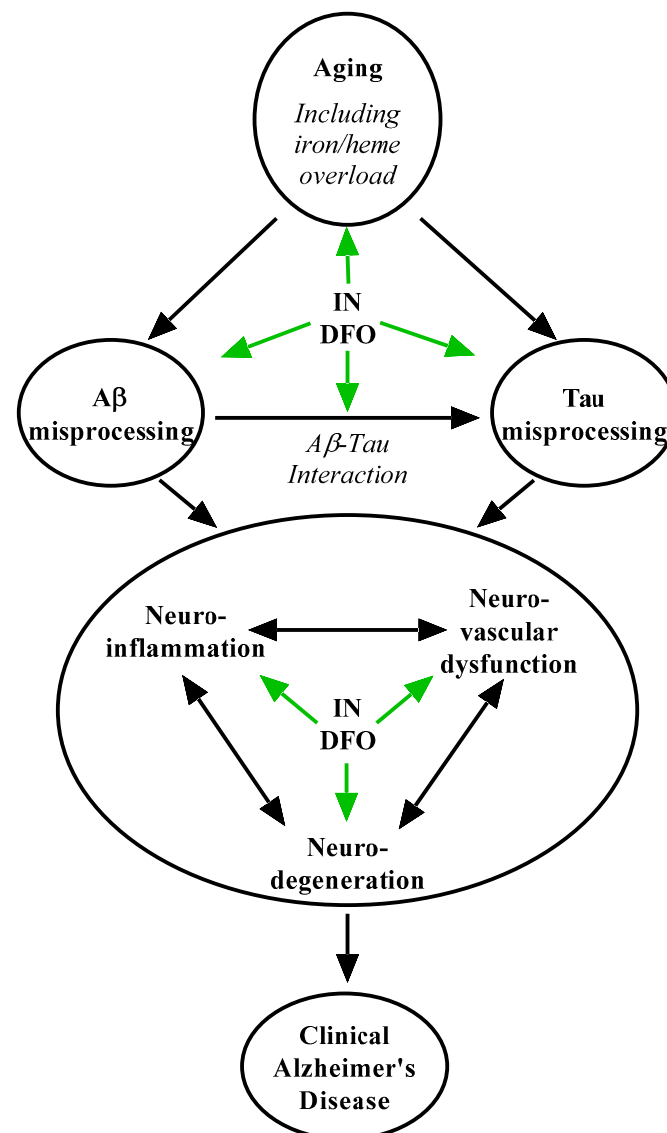 Aging
Including
iron/heme
overload
IN
DFO
Aβ
misprocessing
Tau
misprocessing
Aβ-Tau
Interaction
Neuro-
inflammation
Neuro-
vascular
dysfunction
IN
DFO
Neuro-
degeneration
Clinical
Alzheimer's
Disease